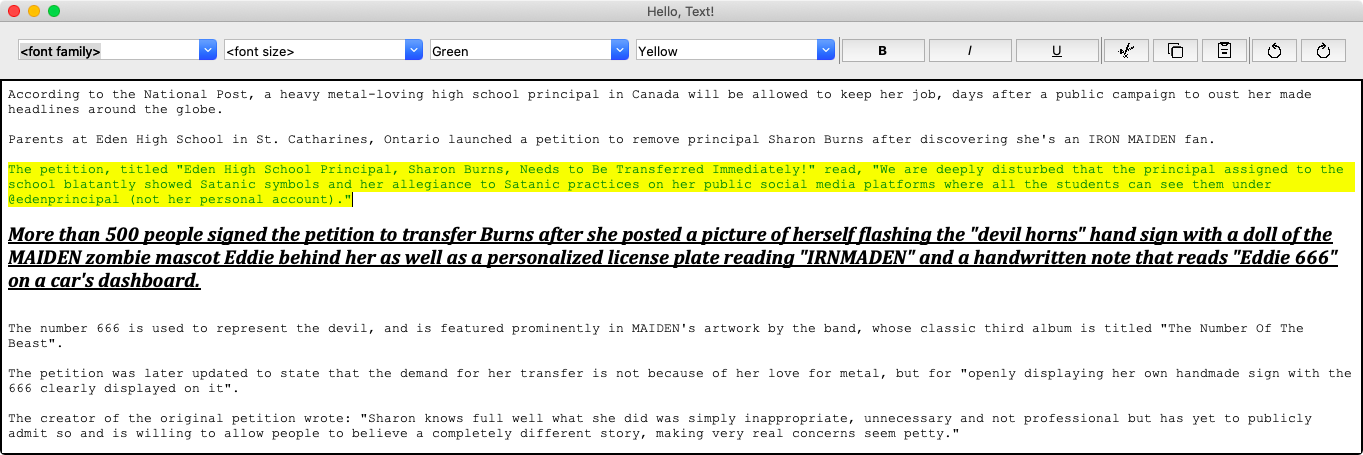 Hello, Text!
<font family> <font size> Green Yellow B I U
According to the National Post, a heavy metal-loving high school principal in Canada will be allowed to keep her job, days after a public campaign to oust her made
headlines around the globe.
Parents at Eden High School in St. Catharines, Ontario launched a petition to remove principal Sharon Burns after discovering she's an IRON MAIDEN fan.
The petition, titled "Eden High School Principal, Sharon Burns, Needs to Be Transferred Immediately!" read, "We are deeply disturbed that the principal assigned to the
school blatantly showed Satanic symbols and her allegiance to Satanic practices on her public social media platforms where all the students can see them under
@edenprincipal (not her personal account)."
More than 500 people signed the petition to transfer Burns after she posted a picture of herself flashing the "devil horns" hand sign with a doll of the
MAIDEN zombie mascot Eddie behind her as well as a personalized license plate reading "IRNMADEN" and a handwritten note that reads "Eddie 666"
on a car's dashboard.
The number 666 is used to represent the devil, and is featured prominently in MAIDEN's artwork by the band, whose classic third album is titled "The Number Of The
Beast".
The petition was later updated to state that the demand for her transfer is not because of her love for metal, but for "openly displaying her own handmade sign with the
666 clearly displayed on it".
The creator of the original petition wrote: "Sharon knows full well what she did was simply inappropriate, unnecessary and not professional but has yet to publicly
admit so and is willing to allow people to believe a completely different story, making very real concerns seem petty."